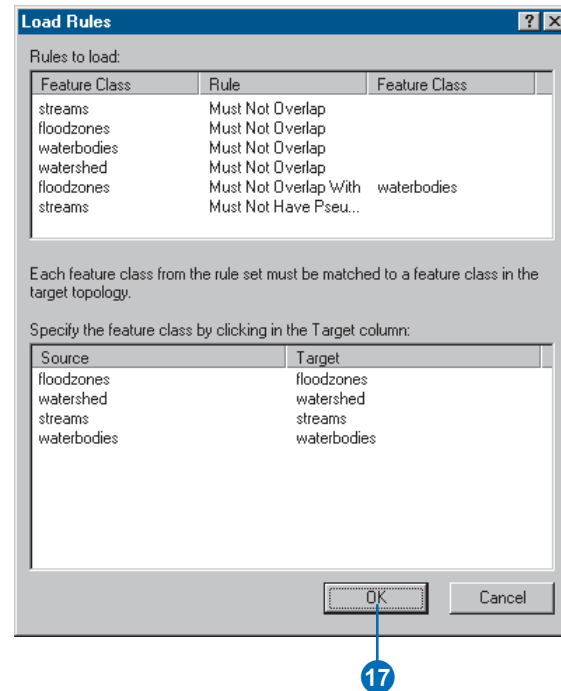 Load Rules
Rules to load:
Feature Class Rule Feature Class
streams Must Not Overlap
floodzones Must Not Overlap
waterbodies Must Not Overlap
watershed Must Not Overlap
floodzones Must Not Overlap With waterbodies
streams Must Not Have Pseu...
Each feature class from the rule set must be matched to a feature class in the
target topology.
Specify the feature class by clicking in the Target column:
Source Target
floodzones floodzones
watershed watershed
streams streams
waterbodies waterbodies
OK Cancel
17